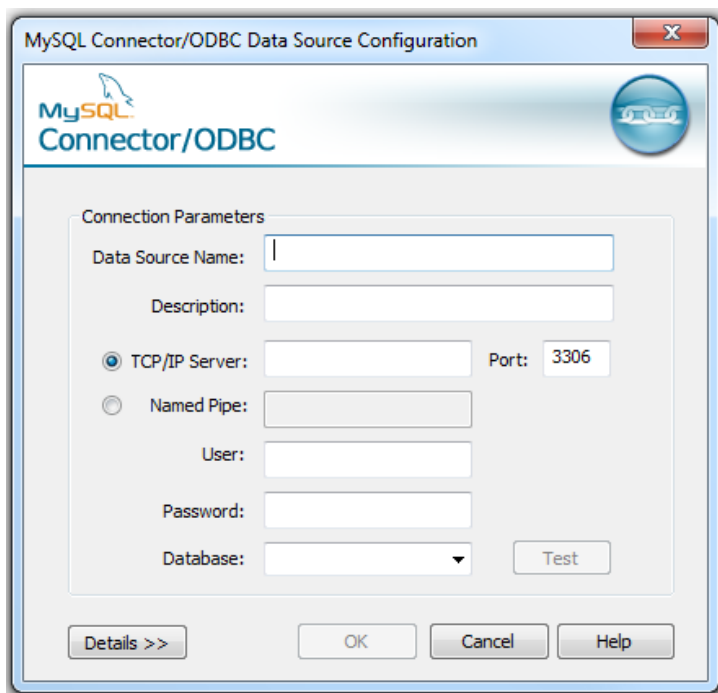 MySQL Connector/ODBC Data Source Configuration
MySQL
Connector/ODBC
Connection Parameters
Data Source Name:
Description:
TCP/IP Server: Port: 3306
Named Pipe:
User:
Password:
Database: Test
Details >> OK Cancel Help